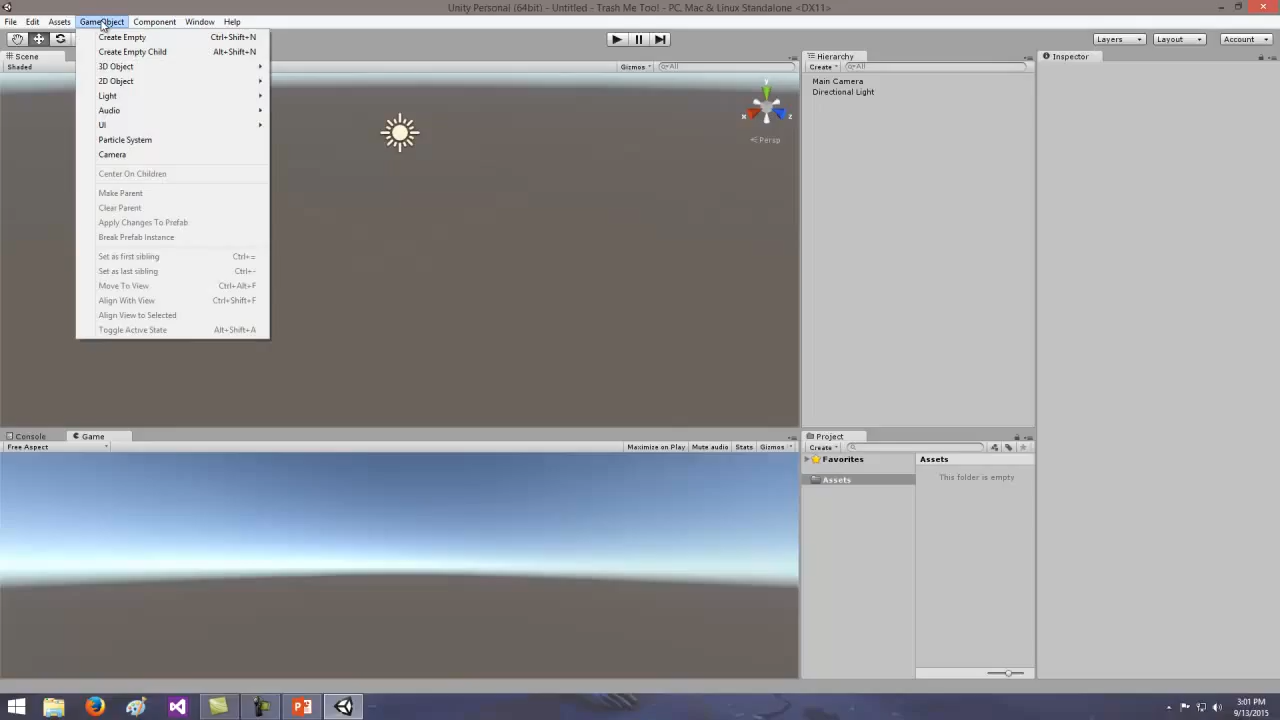 Unity Personal (64bit) - Untitled - Trash Me Too! - PC, Mac & Linux Standalone <DX11>
File Edit Assets GameObject Component Window Help
Layers Layout Account
Scene
Shaded Gizmos All
Create Empty Ctrl+Shift+N
Create Empty Child Alt+Shift+N
3D Object
2D Object
Light
Audio
UI
Particle System
Camera
Center On Children
Make Parent
Clear Parent
Apply Changes To Prefab
Break Prefab Instance
Set as first sibling Ctrl+=
Set as last sibling Ctrl+-
Move To View Ctrl+Alt+F
Align With View Ctrl+Shift+F
Align View to Selected
Toggle Active State Alt+Shift+A
y
x z
Persp
Hierarchy
Create All
Main Camera
Directional Light
Inspector
Console Game
Free Aspect Maximize on Play Mute audio Stats Gizmos
Project
Create
Favorites
Assets
Assets
This folder is empty
3:01 PM
9/13/2015